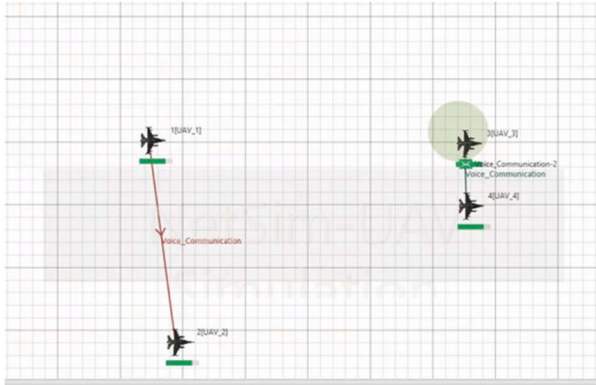 1[UAV_1]
3[UAV_3]
Voice_Communication-2
Voice_Communication
4[UAV_4]
Voice_Communication
2[UAV_2]